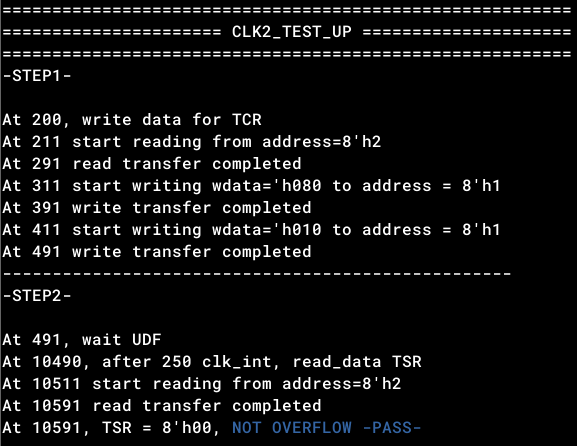 =========================================================
====================== CLK2_TEST_UP =====================
=========================================================
-STEP1-
At 200, write data for TCR
At 211 start reading from address=8'h2
At 291 read transfer completed
At 311 start writing wdata='h080 to address = 8'h1
At 391 write transfer completed
At 411 start writing wdata='h010 to address = 8'h1
At 491 write transfer completed
---------------------------------------------------
-STEP2-
At 491, wait UDF
At 10490, after 250 clk_int, read_data TSR
At 10511 start reading from address=8'h2
At 10591 read transfer completed
At 10591, TSR = 8'h00, NOT OVERFLOW -PASS-